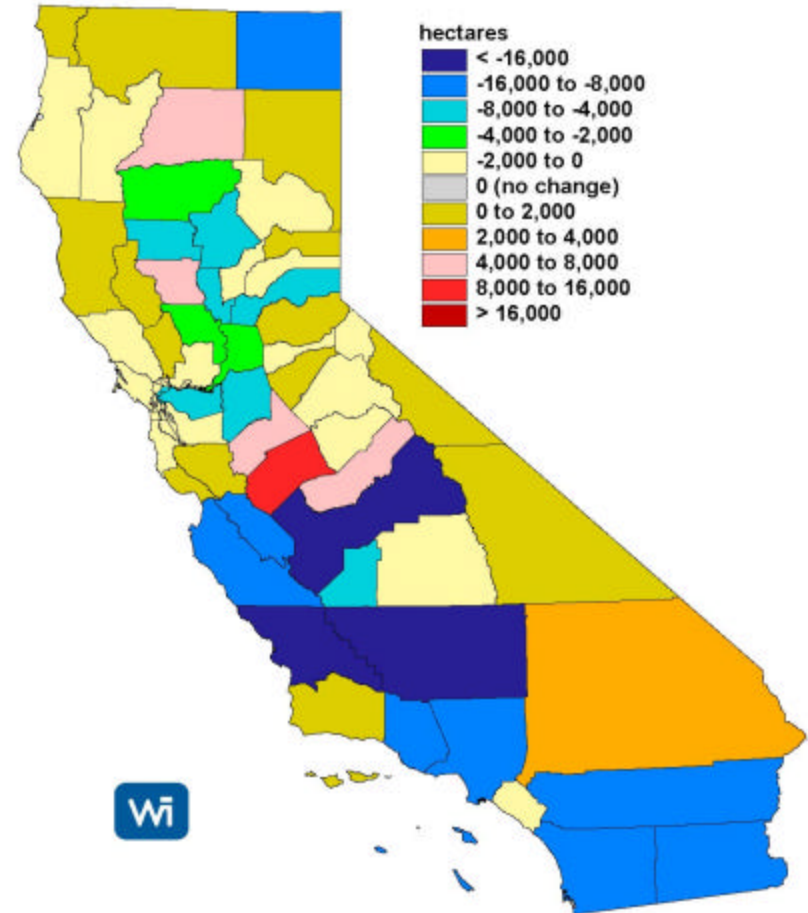 hectares
< -16,000
-16,000 to -8,000
-8,000 to -4,000
-4,000 to -2,000
-2,000 to 0
0 (no change)
0 to 2,000
2,000 to 4,000
4,000 to 8,000
8,000 to 16,000
> 16,000
Wi